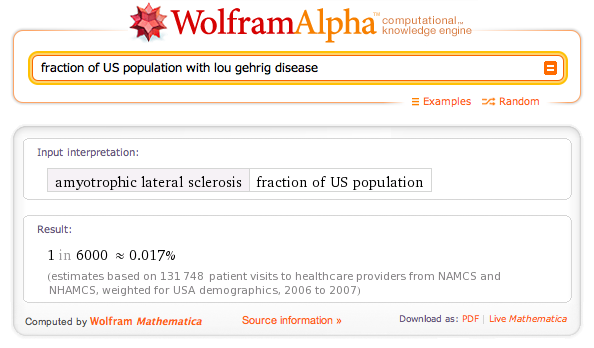 WolframAlpha™ computational... knowledge engine
fraction of US population with lou gehrig disease
Examples Random
Input interpretation:
amyotrophic lateral sclerosis fraction of US population
Result:
1 in 6000 ≈ 0.017%
(estimates based on 131 748 patient visits to healthcare providers from NAMCS and
NHAMCS, weighted for USA demographics, 2006 to 2007)
Computed by Wolfram Mathematica Source information » Download as: PDF | Live Mathematica